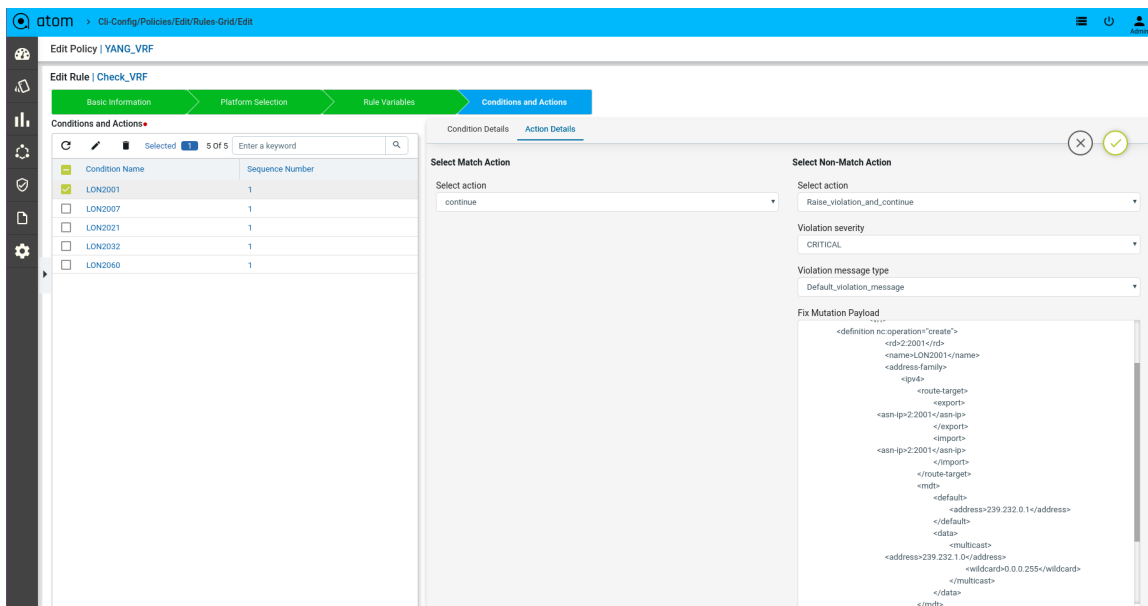 atom > Cli-Config/Policies/Edit/Rules-Grid/Edit
Admin
Edit Policy | YANG_VRF
Edit Rule | Check_VRF
Basic Information Platform Selection Rule Variables Conditions and Actions
Conditions and Actions
Selected 1 5 Of 5 Enter a keyword
Condition Name Sequence Number
LON2001 1
LON2007 1
LON2021 1
LON2032 1
LON2060 1
Condition Details Action Details
Select Match Action
Select action
continue
Select Non-Match Action
Select action
Raise_violation_and_continue
Violation severity
CRITICAL
Violation message type
Default_violation_message
Fix Mutation Payload
<definition nc:operation="create">
<rd>2:2001</rd>
<name>LON2001</name>
<address-family>
<ipv4>
<route-target>
<export>
<asn-ip>2:2001</asn-ip>
</export>
<import>
<asn-ip>2:2001</asn-ip>
</import>
</route-target>
<mdt>
<default>
<address>239.232.0.1</address>
</default>
<data>
<multicast>
<address>239.232.1.0</address>
<wildcard>0.0.0.255</wildcard>
</multicast>
</data>
</mdt>